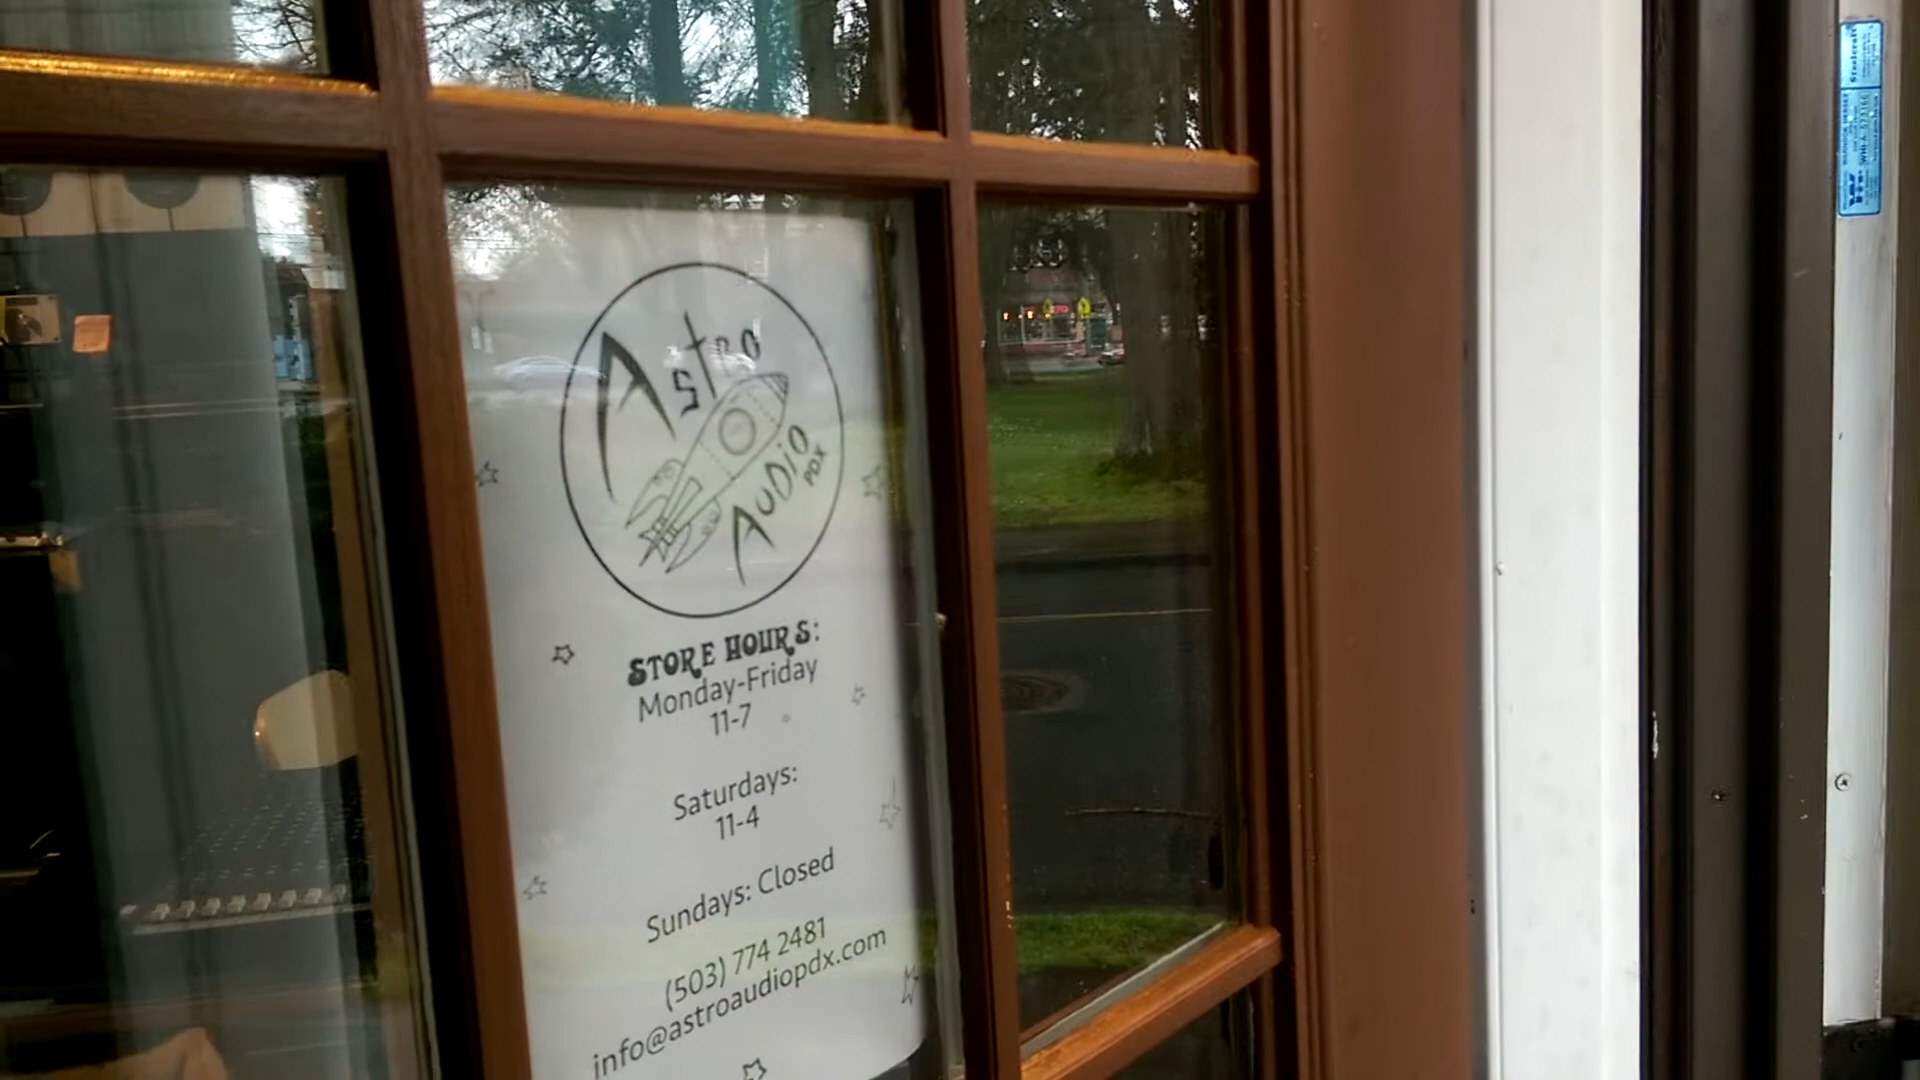 Astro
Audio
PDX
STORE HOURS:
Monday-Friday
11-7
Saturdays:
11-4
Sundays: Closed
(503) 774 2481
info@astroaudiopdx.com
Steelcraft